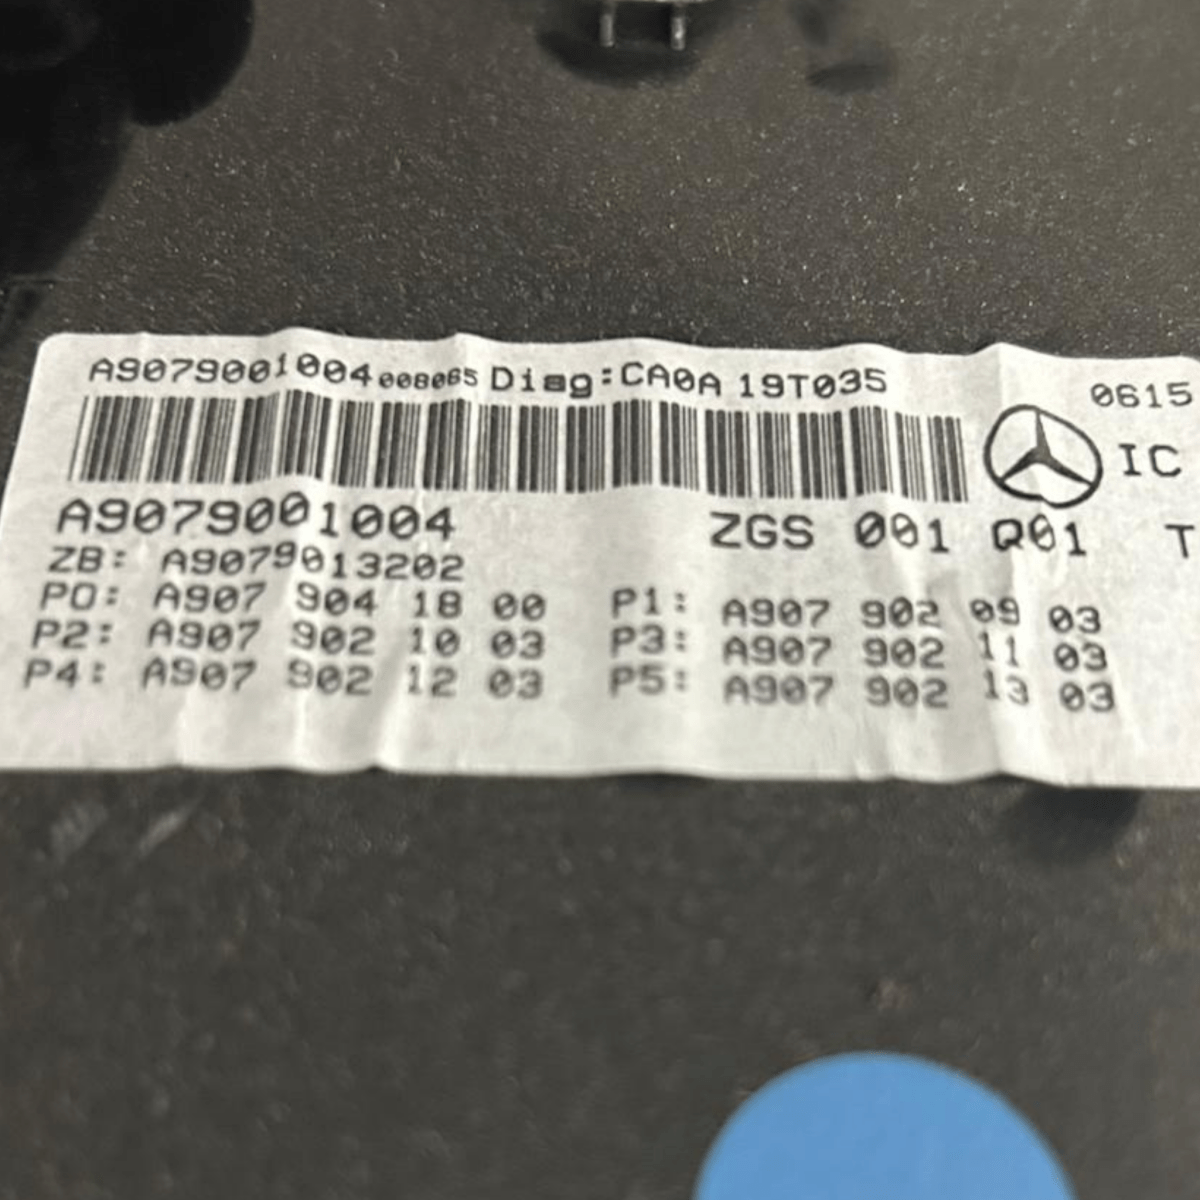 A9079001004 008065 Diag:CA0A 19T035 0615
IC
A9079001004 ZGS 001 Q01 T
ZB: A9079013202
P0: A907 904 18 00 P1: A907 902 09 03
P2: A907 902 10 03 P3: A907 902 11 03
P4: A907 902 12 03 P5: A907 902 13 03